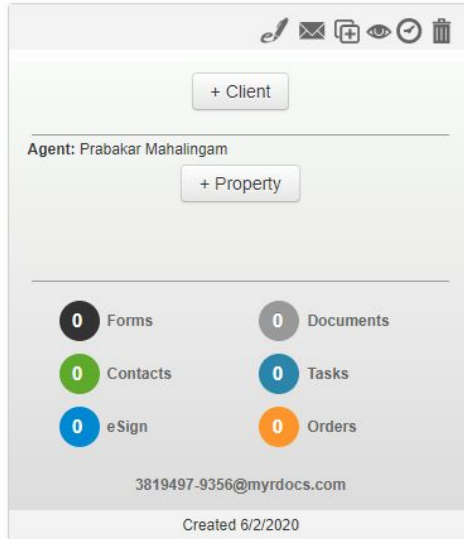 + Client
Agent: Prabakar Mahalingam
+ Property
0 Forms
0 Documents
0 Contacts
0 Tasks
0 eSign
0 Orders
3819497-9356@myrdocs.com
Created 6/2/2020